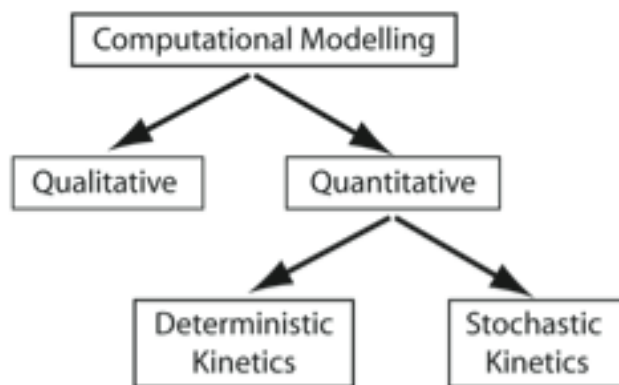 Computational Modelling
Qualitative
Quantitative
Deterministic
Kinetics
Stochastic
Kinetics